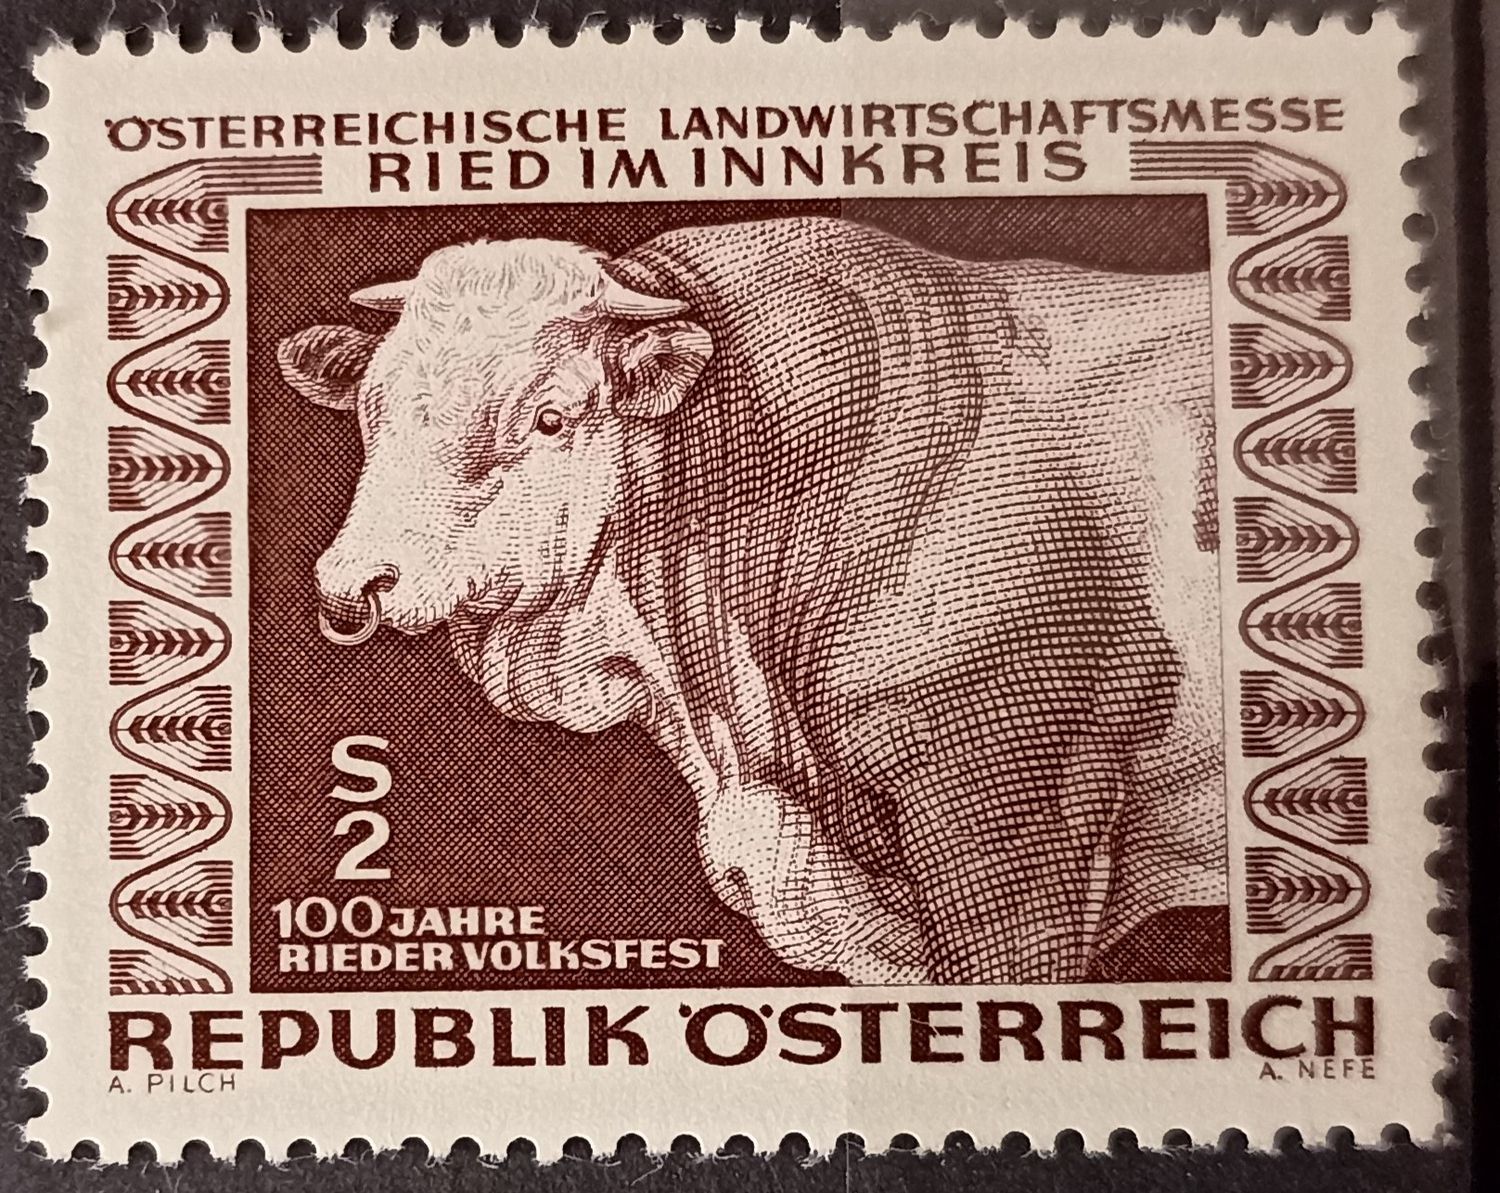 ÖSTERREICHISCHE LANDWIRTSCHAFTSMESSE
RIED IM INNKREIS
S
2
100 JAHRE
RIEDER VOLKSFEST
REPUBLIK ÖSTERREICH
A. PILCH
A. NEFE